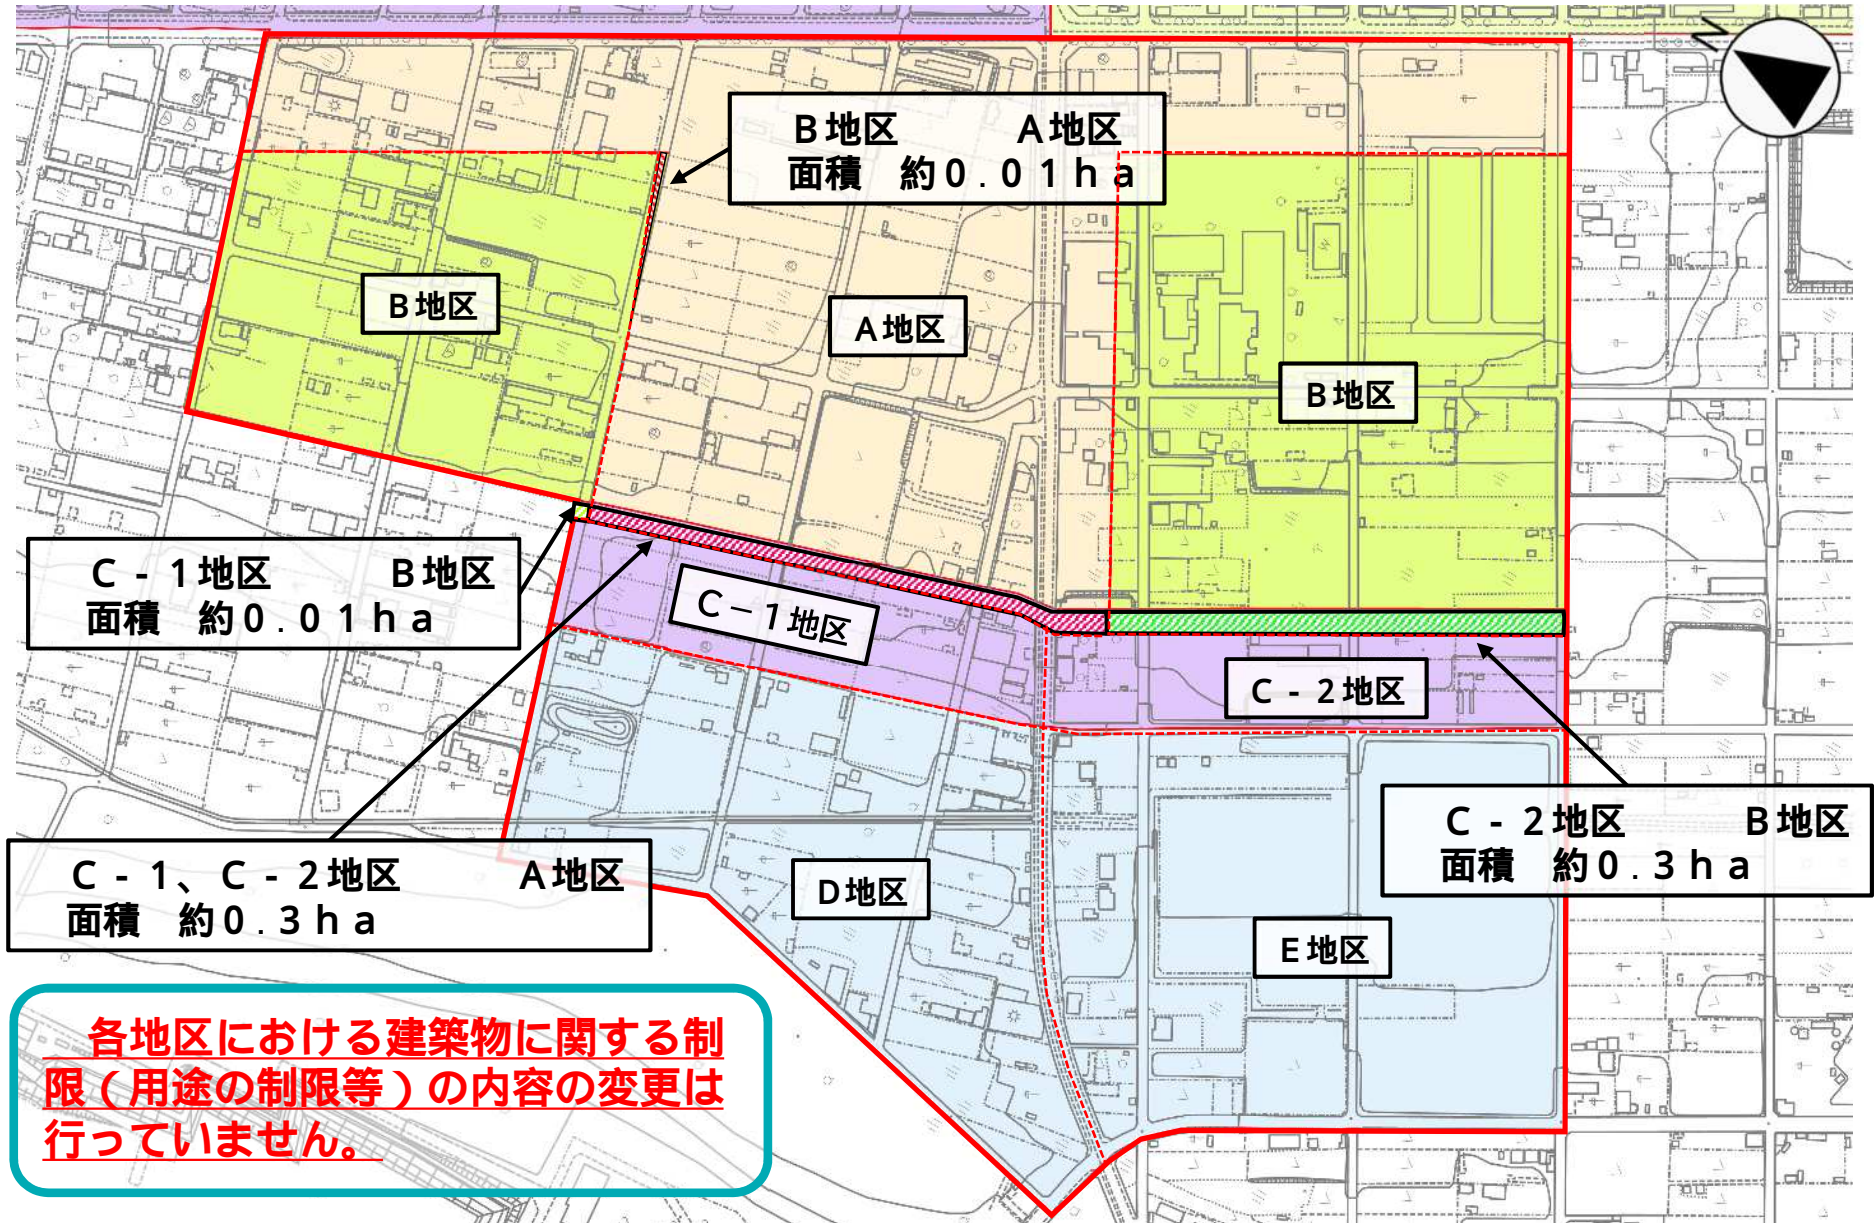 N
B地区 A地区
面積 約0.01ha
B地区
A地区
B地区
C-1地区 B地区
面積 約0.01ha
C-1地区
C-2地区
C-2地区 B地区
面積 約0.3ha
C-1、C-2地区 A地区
面積 約0.3ha
D地区
E地区
各地区における建築物に関する制
限(用途の制限等)の内容の変更は
行っていません。